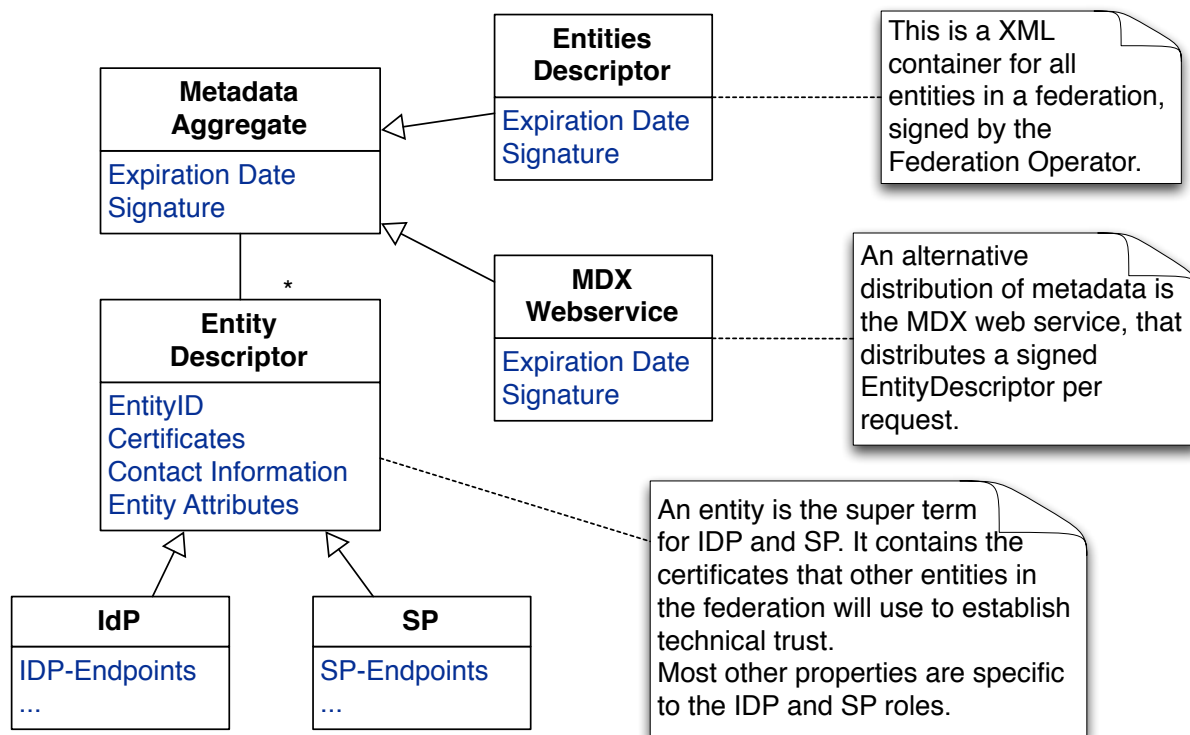 Metadata
Aggregate
Expiration Date
Signature
Entities
Descriptor
Expiration Date
Signature
This is a XML
container for all
entities in a federation,
signed by the
Federation Operator.
MDX
Webservice
Expiration Date
Signature
An alternative
distribution of metadata is
the MDX web service, that
distributes a signed
EntityDescriptor per
request.
*
Entity
Descriptor
EntityID
Certificates
Contact Information
Entity Attributes
An entity is the super term
for IDP and SP. It contains the
certificates that other entities in
the federation will use to establish
technical trust.
Most other properties are specific
to the IDP and SP roles.
IdP
IDP-Endpoints
...
SP
SP-Endpoints
...